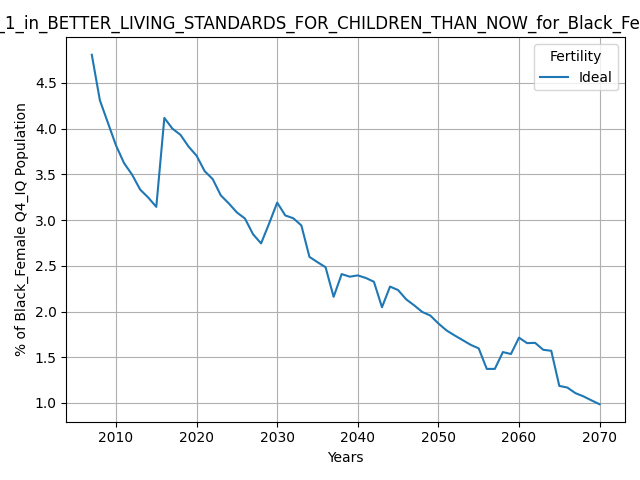 _1_in_BETTER_LIVING_STANDARDS_FOR_CHILDREN_THAN_NOW_for_Black_Fe
Fertility
Ideal
% of Black_Female Q4_IQ Population
4.5
4.0
3.5
3.0
2.5
2.0
1.5
1.0
2010 2020 2030 2040 2050 2060 2070
Years